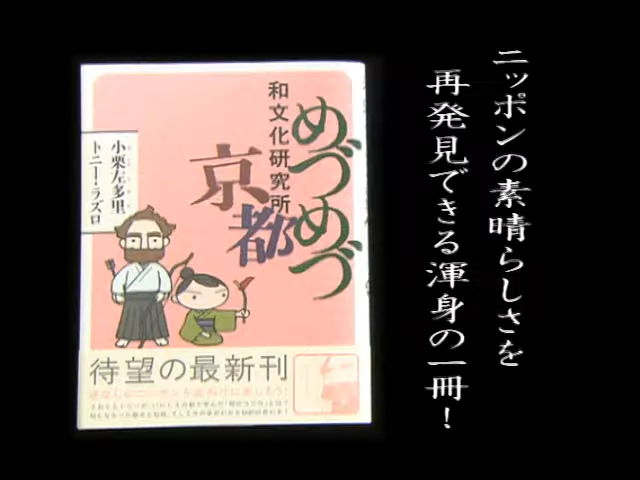 ニッポンの素晴らしさを
再発見できる渾身の一冊！
めづめづ
和文化研究所
京都
小栗左多里
トニー・ラズロ
待望の最新刊